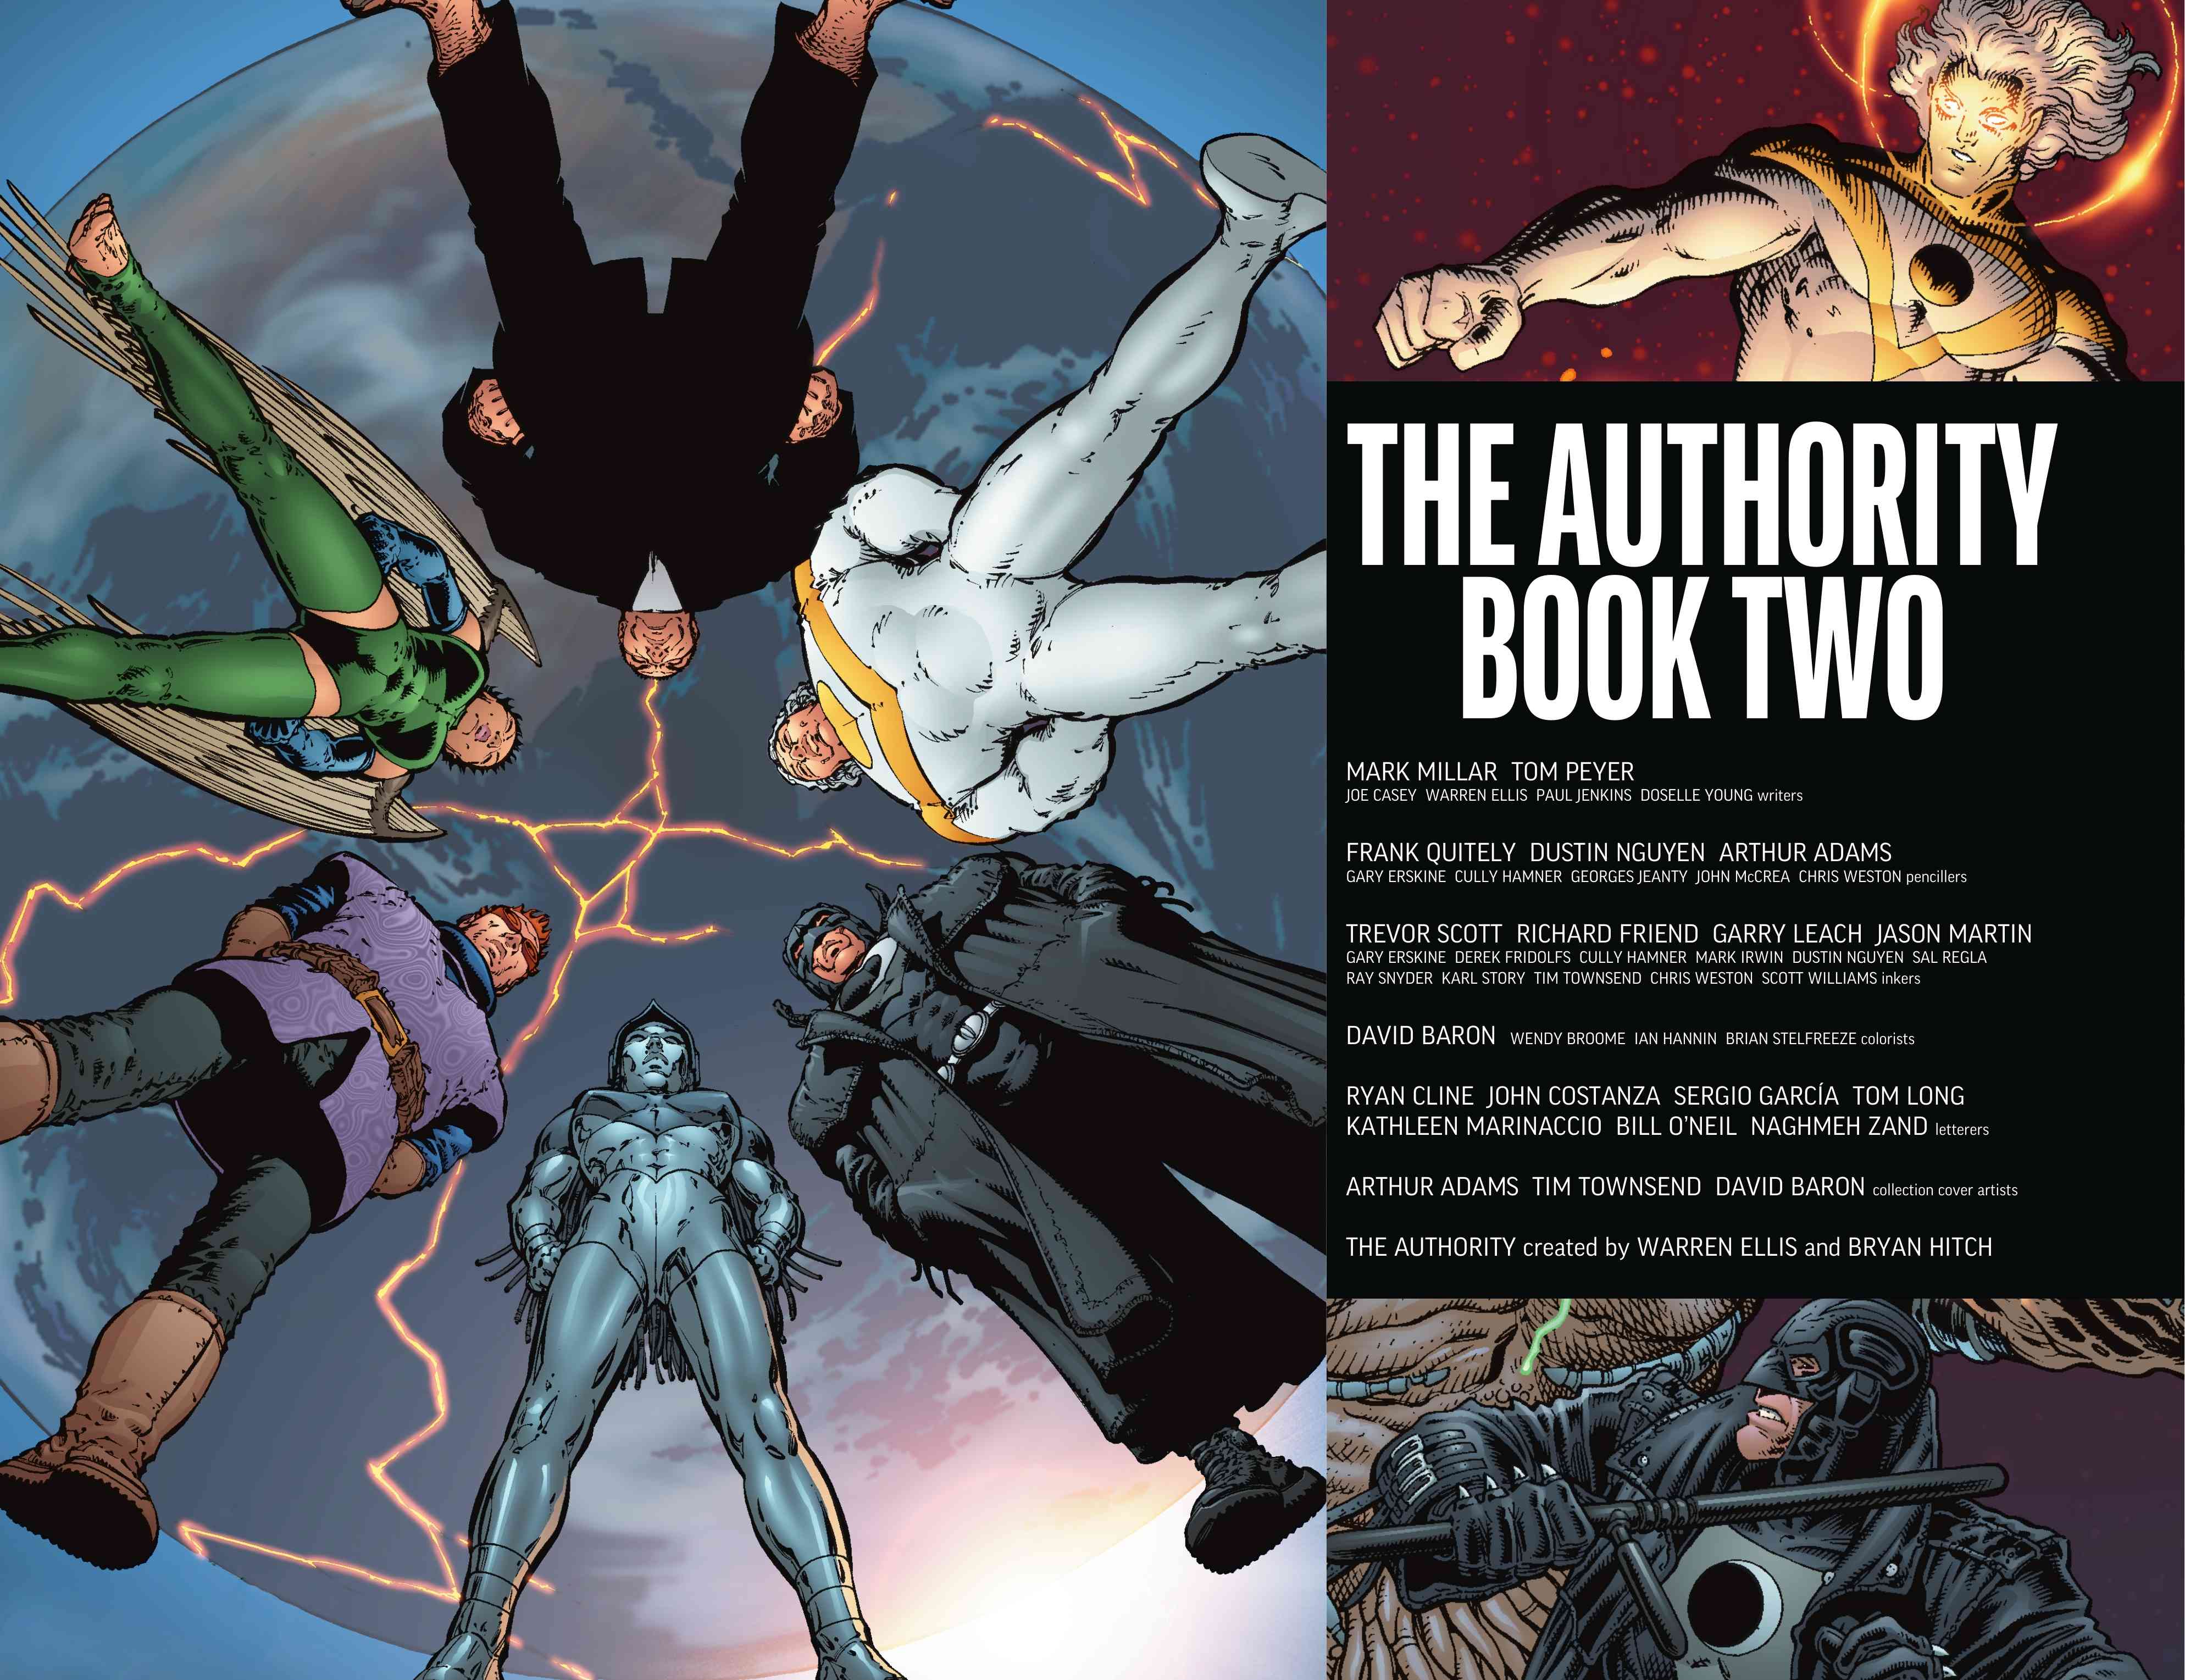 THE AUTHORITY
BOOK TWO
MARK MILLAR TOM PEYER
JOE CASEY WARREN ELLIS PAUL JENKINS DOSELLE YOUNG writers
FRANK QUITELY DUSTIN NGUYEN ARTHUR ADAMS
GARY ERSKINE CULLY HAMNER GEORGES JEANTY JOHN McCREA CHRIS WESTON pencillers
TREVOR SCOTT RICHARD FRIEND GARRY LEACH JASON MARTIN
GARY ERSKINE DEREK FRIDOLFS CULLY HAMNER MARK IRWIN DUSTIN NGUYEN SAL REGLA
RAY SNYDER KARL STORY TIM TOWNSEND CHRIS WESTON SCOTT WILLIAMS inkers
DAVID BARON WENDY BROOME IAN HANNIN BRIAN STELFREEZE colorists
RYAN CLINE JOHN COSTANZA SERGIO GARCÍA TOM LONG
KATHLEEN MARINACCIO BILL O'NEIL NAGHMEH ZAND letterers
ARTHUR ADAMS TIM TOWNSEND DAVID BARON collection cover artists
THE AUTHORITY created by WARREN ELLIS and BRYAN HITCH